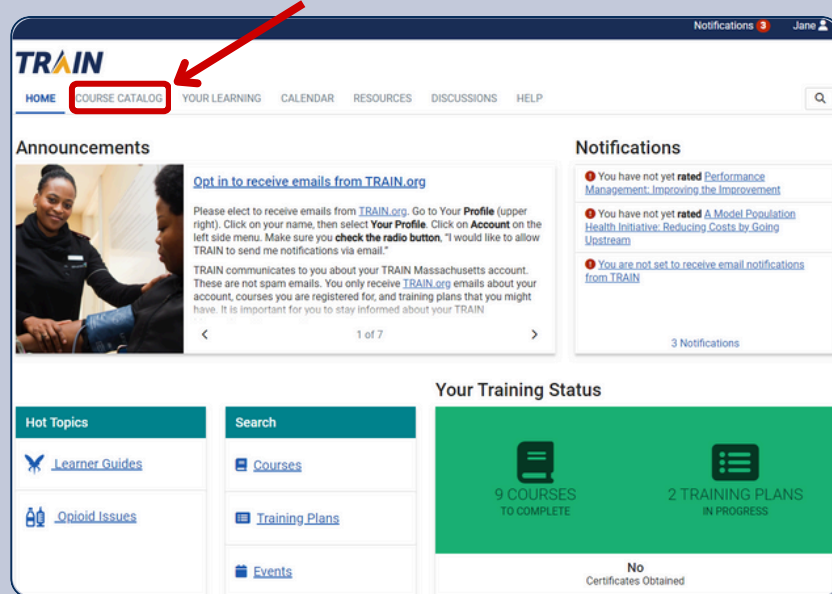 Notifications 3 Jane
TRAIN
HOME COURSE CATALOG YOUR LEARNING CALENDAR RESOURCES DISCUSSIONS HELP
Announcements
Opt in to receive emails from TRAIN.org
Please elect to receive emails from TRAIN.org. Go to Your Profile (upper
right). Click on your name, then select Your Profile. Click on Account on the
left side menu. Make sure you check the radio button, "I would like to allow
TRAIN to send me notifications via email."
TRAIN communicates to you about your TRAIN Massachusetts account.
These are not spam emails. You only receive TRAIN.org emails about your
account, courses you are registered for, and training plans that you might
have. It is important for you to stay informed about your TRAIN
1 of 7
Notifications
You have not yet rated Performance
Management: Improving the Improvement
You have not yet rated A Model Population
Health Initiative: Reducing Costs by Going
Upstream
You are not set to receive email notifications
from TRAIN
3 Notifications
Hot Topics
Learner Guides
Opioid Issues
Search
Courses
Training Plans
Events
Your Training Status
9 COURSES
TO COMPLETE
2 TRAINING PLANS
IN PROGRESS
No
Certificates Obtained